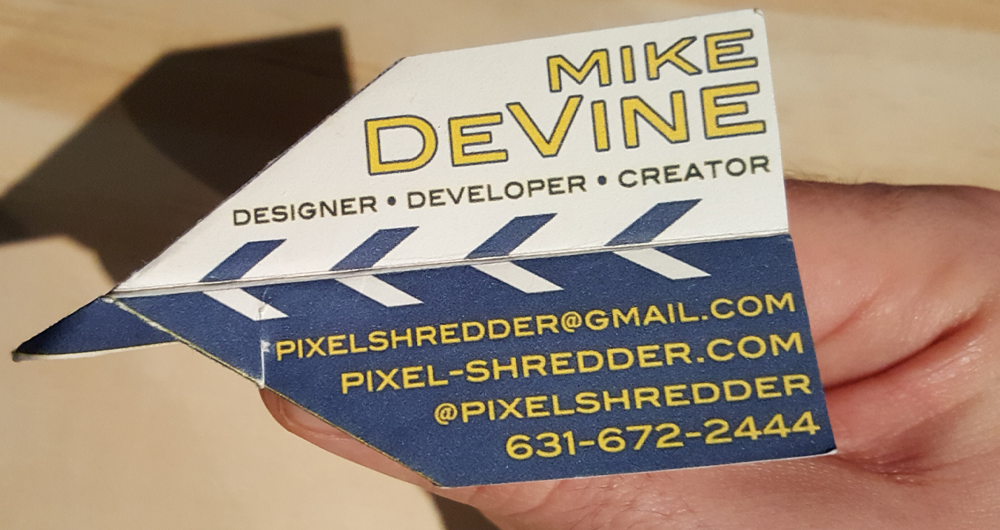 MIKE
DEVINE
DESIGNER • DEVELOPER • CREATOR
PIXELSHREDDER@GMAIL.COM
PIXEL-SHREDDER.COM
@PIXELSHREDDER
631-672-2444